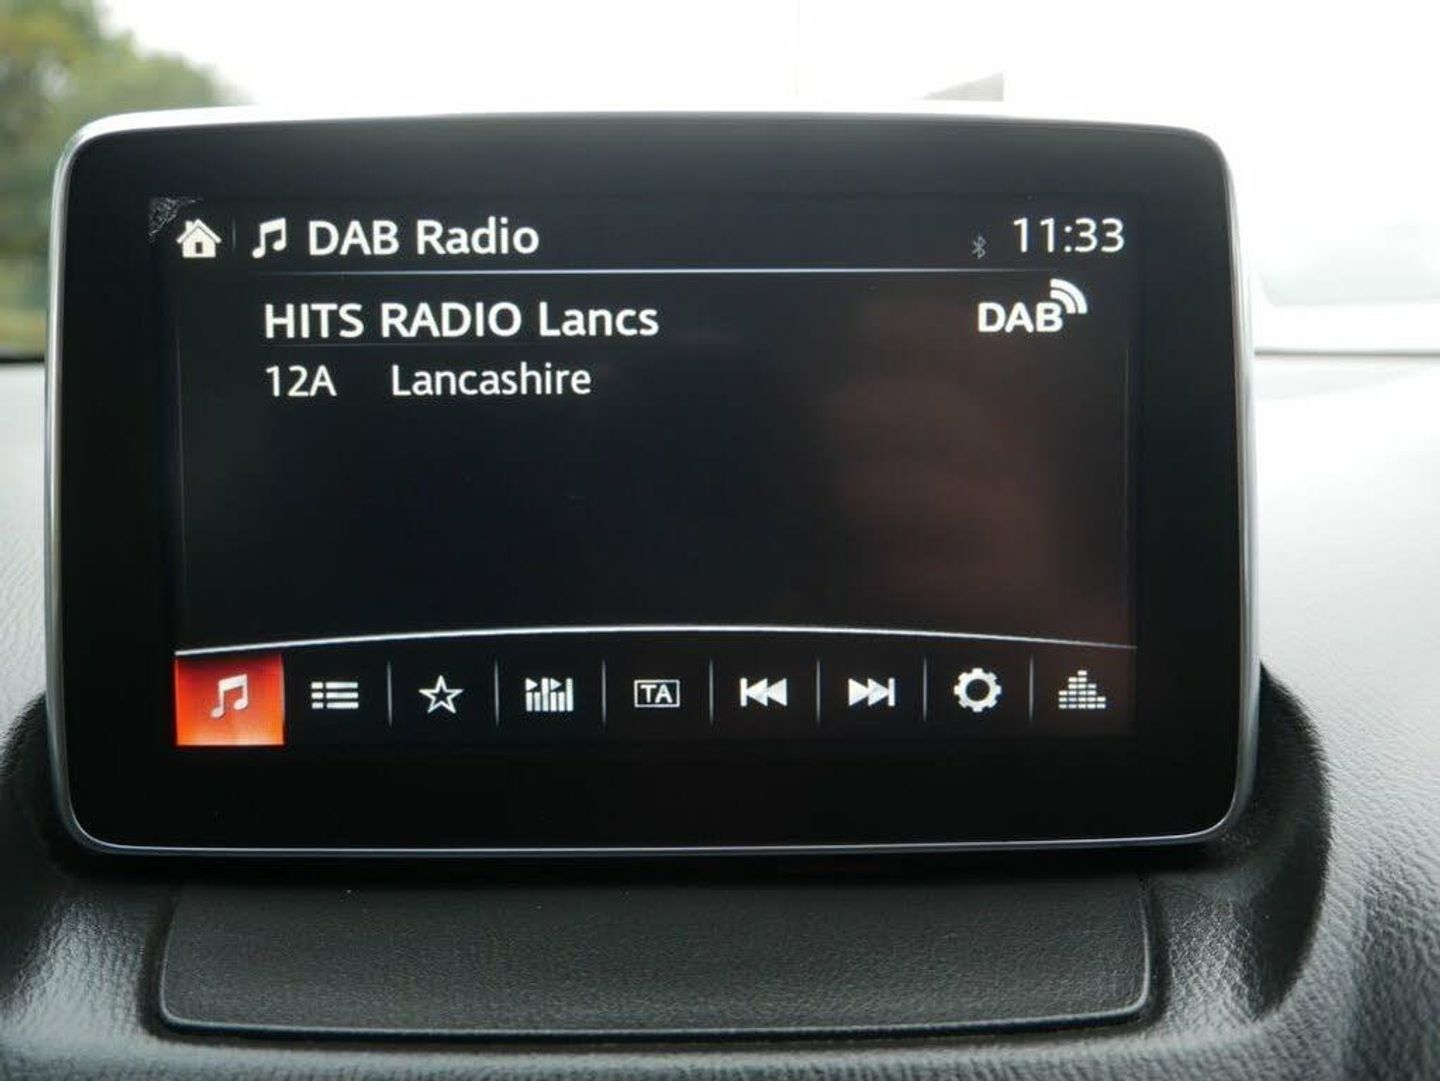 DAB Radio 11:33
HITS RADIO Lancs DAB
12A Lancashire
TA